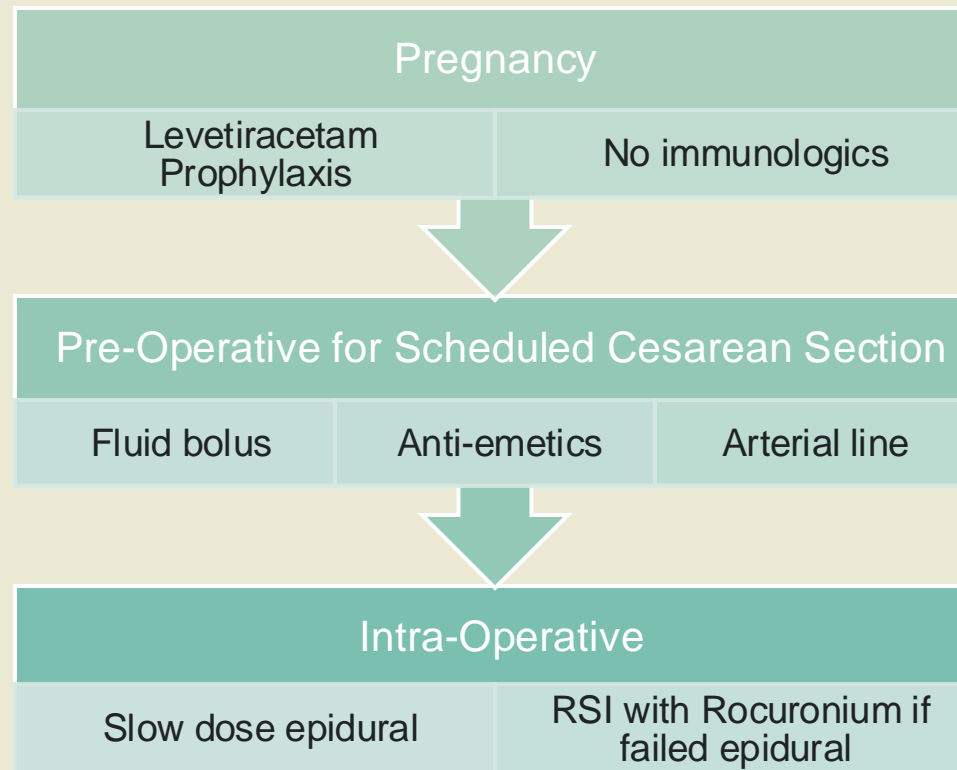 Pregnancy
Levetiracetam
Prophylaxis
No immunologics
Pre-Operative for Scheduled Cesarean Section
Fluid bolus
Anti-emetics
Arterial line
Intra-Operative
Slow dose epidural
RSI with Rocuronium if
failed epidural